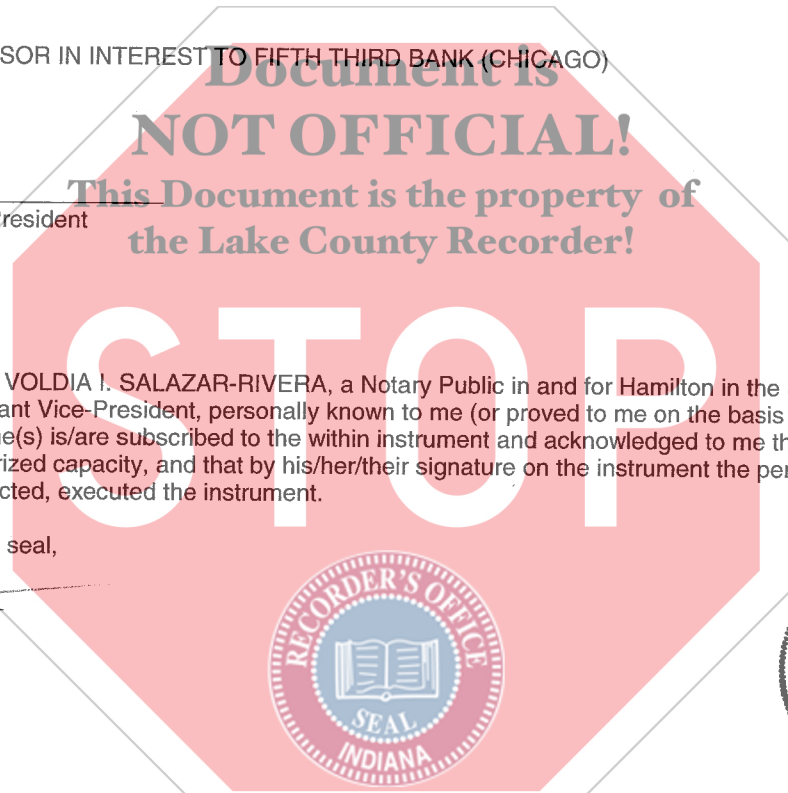 SOR IN INTEREST TO FIFTH THIRD BANK (CHICAGO)
Document is
NOT OFFICIAL!
This Document is the property of
resident
the Lake County Recorder!
STOP
VOLDIA I. SALAZAR-RIVERA, a Notary Public in and for Hamilton in the
ant Vice-President, personally known to me (or proved to me on the basis
e(s) is/are subscribed to the within instrument and acknowledged to me th
rized capacity, and that by his/her/their signature on the instrument the per
cted, executed the instrument.
seal,
RECORDER'S OFFICE
SEAL
INDIANA